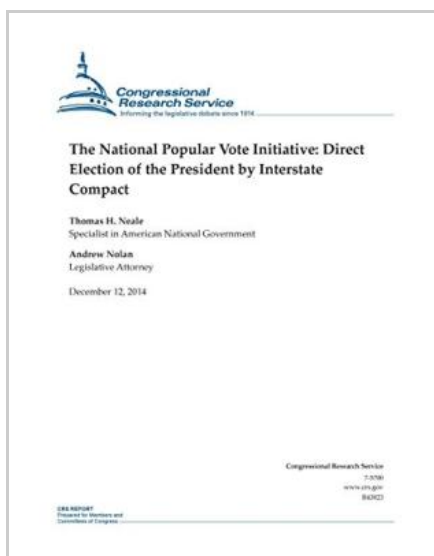 Congressional
Research Service
Informing the legislative debate since 1914
The National Popular Vote Initiative: Direct
Election of the President by Interstate
Compact
Thomas H. Neale
Specialist in American National Government
Andrew Nolan
Legislative Attorney
December 12, 2014
Congressional Research Service
7-5700
www.crs.gov
R43823
CRS REPORT
Prepared for Members and
Committees of Congress